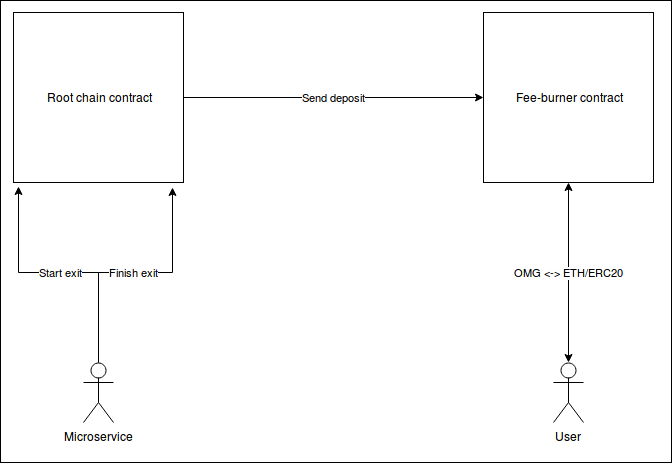 Root chain contract
Send deposit
Fee-burner contract
Start exit
Finish exit
OMG <-> ETH/ERC20
Microservice
User